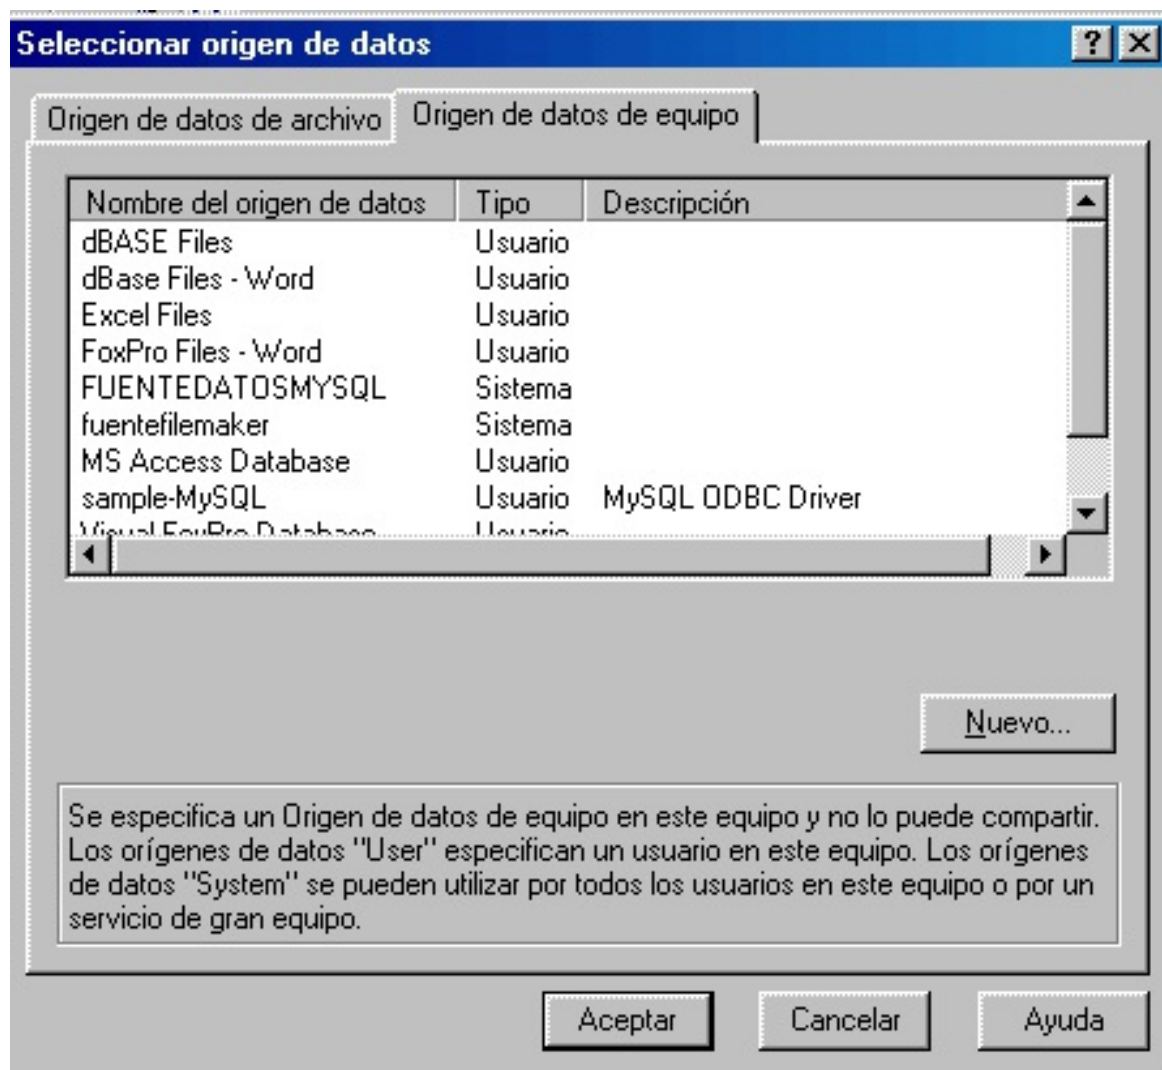 Seleccionar origen de datos
Origen de datos de archivo Origen de datos de equipo
Nombre del origen de datos Tipo Descripción
dBASE Files Usuario
dBase Files - Word Usuario
Excel Files Usuario
FoxPro Files - Word Usuario
FUENTEDATOSMYSQL Sistema
fuentefilemaker Sistema
MS Access Database Usuario
sample-MySQL Usuario MySQL ODBC Driver
Visual FoxPro Database Usuario
Nuevo...
Se especifica un Origen de datos de equipo en este equipo y no lo puede compartir.
Los orígenes de datos "User" especifican un usuario en este equipo. Los orígenes
de datos "System" se pueden utilizar por todos los usuarios en este equipo o por un
servicio de gran equipo.
Aceptar Cancelar Ayuda